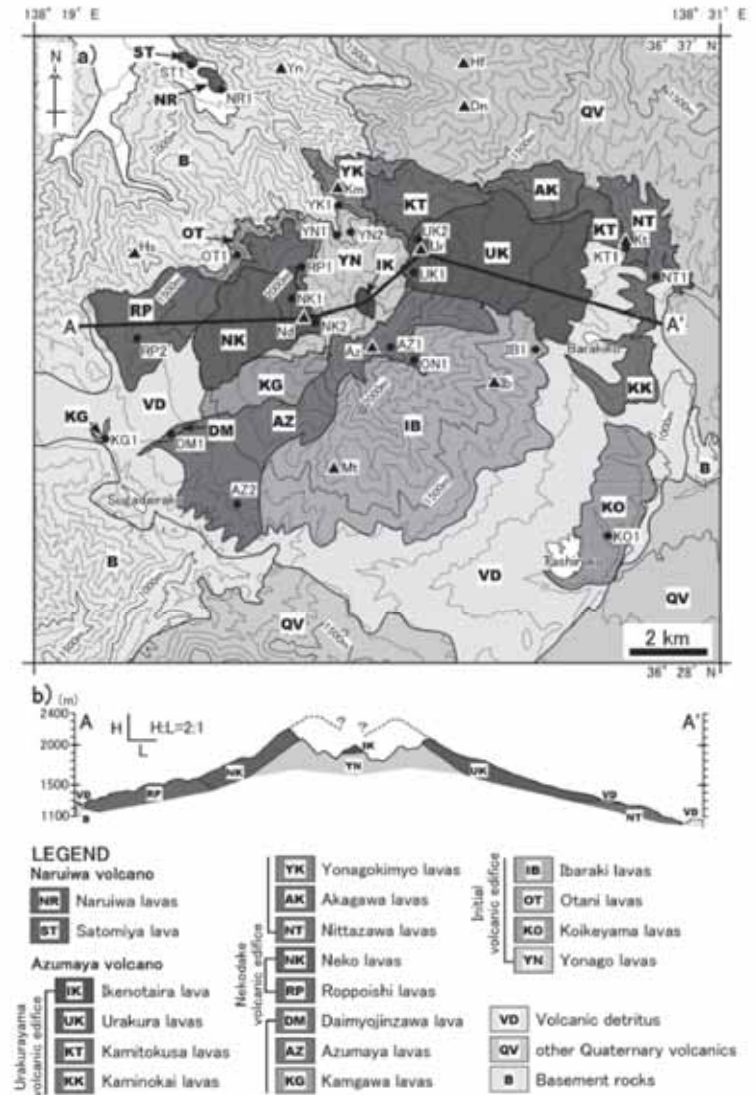 138° 19′ E
138° 31′ E
a)
N
36° 37′ N
ST
ST1
NR
NR1
Yn
Hf
Dn
QV
1500m
B
1000m
YK
Km
YK1
KT
AK
KT
NT
OT
OT1
YN1
YN2
YN
IK
UK2
Ur
UK1
UK
Kt
KT1
NT1
RP
RP1
NK1
Nd
NK2
NK
RP2
A
A'
Az
AZ1
ON1
IB1
Ib
KK
KG
VD
KG
KG1
DM
DM1
AZ
IB
1500m
1000m
B
AZ2
Mt
KO
KO1
B
VD
QV
QV
2 km
36° 28′ N
b)
(m)
2400
2000
1500
1100
A
H
L
H:L=2:1
? ?
IK
YN
NK
RP
VD
B
UK
VD
NT
VD
A'
LEGEND
Naruiwa volcano
NR Naruiwa lavas
ST Satomiya lava
Azumaya volcano
Urakurayama volcanic edifice
IK Ikenotaira lava
UK Urakura lavas
KT Kamitokusa lavas
KK Kaminokai lavas
YK Yonagokimyo lavas
AK Akagawa lavas
NT Nittazawa lavas
Nekodake volcanic edifice
NK Neko lavas
RP Roppoishi lavas
DM Daimyojinzawa lava
AZ Azumaya lavas
KG Kamgawa lavas
Initial volcanic edifice
IB Ibaraki lavas
OT Otani lavas
KO Koikeyama lavas
YN Yonago lavas
VD Volcanic detritus
QV other Quaternary volcanics
B Basement rocks